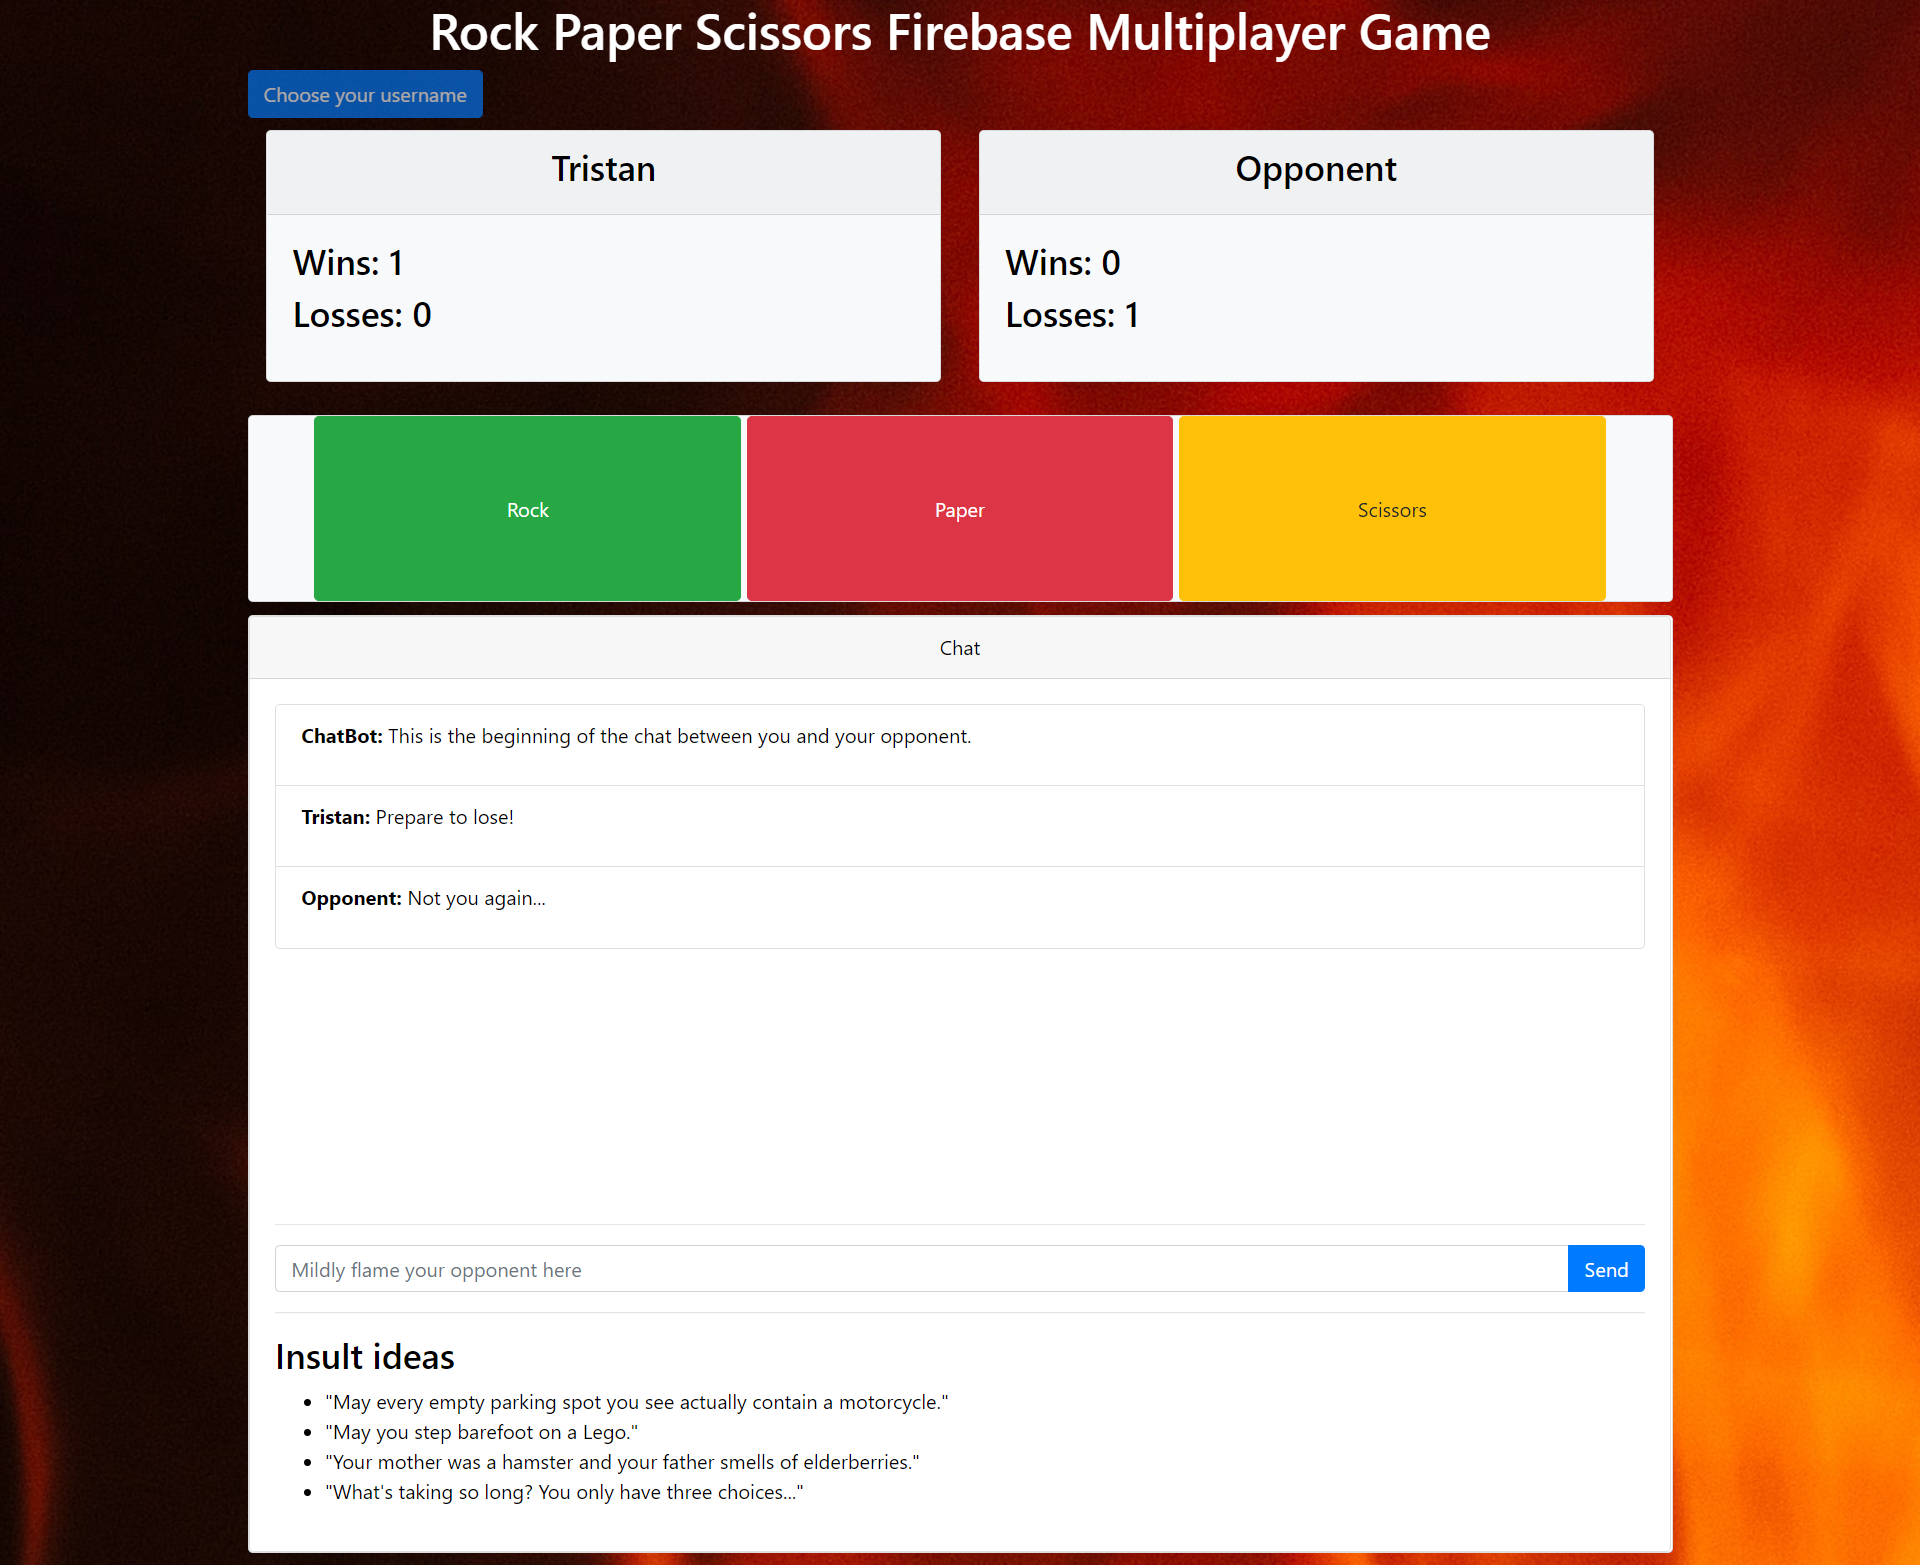 Rock Paper Scissors Firebase Multiplayer Game
Choose your username
Tristan
Wins: 1
Losses: 0
Opponent
Wins: 0
Losses: 1
Rock
Paper
Scissors
Chat
ChatBot: This is the beginning of the chat between you and your opponent.
Tristan: Prepare to lose!
Opponent: Not you again...
Mildly flame your opponent here
Send
Insult ideas
"May every empty parking spot you see actually contain a motorcycle."
"May you step barefoot on a Lego."
"Your mother was a hamster and your father smells of elderberries."
"What's taking so long? You only have three choices..."